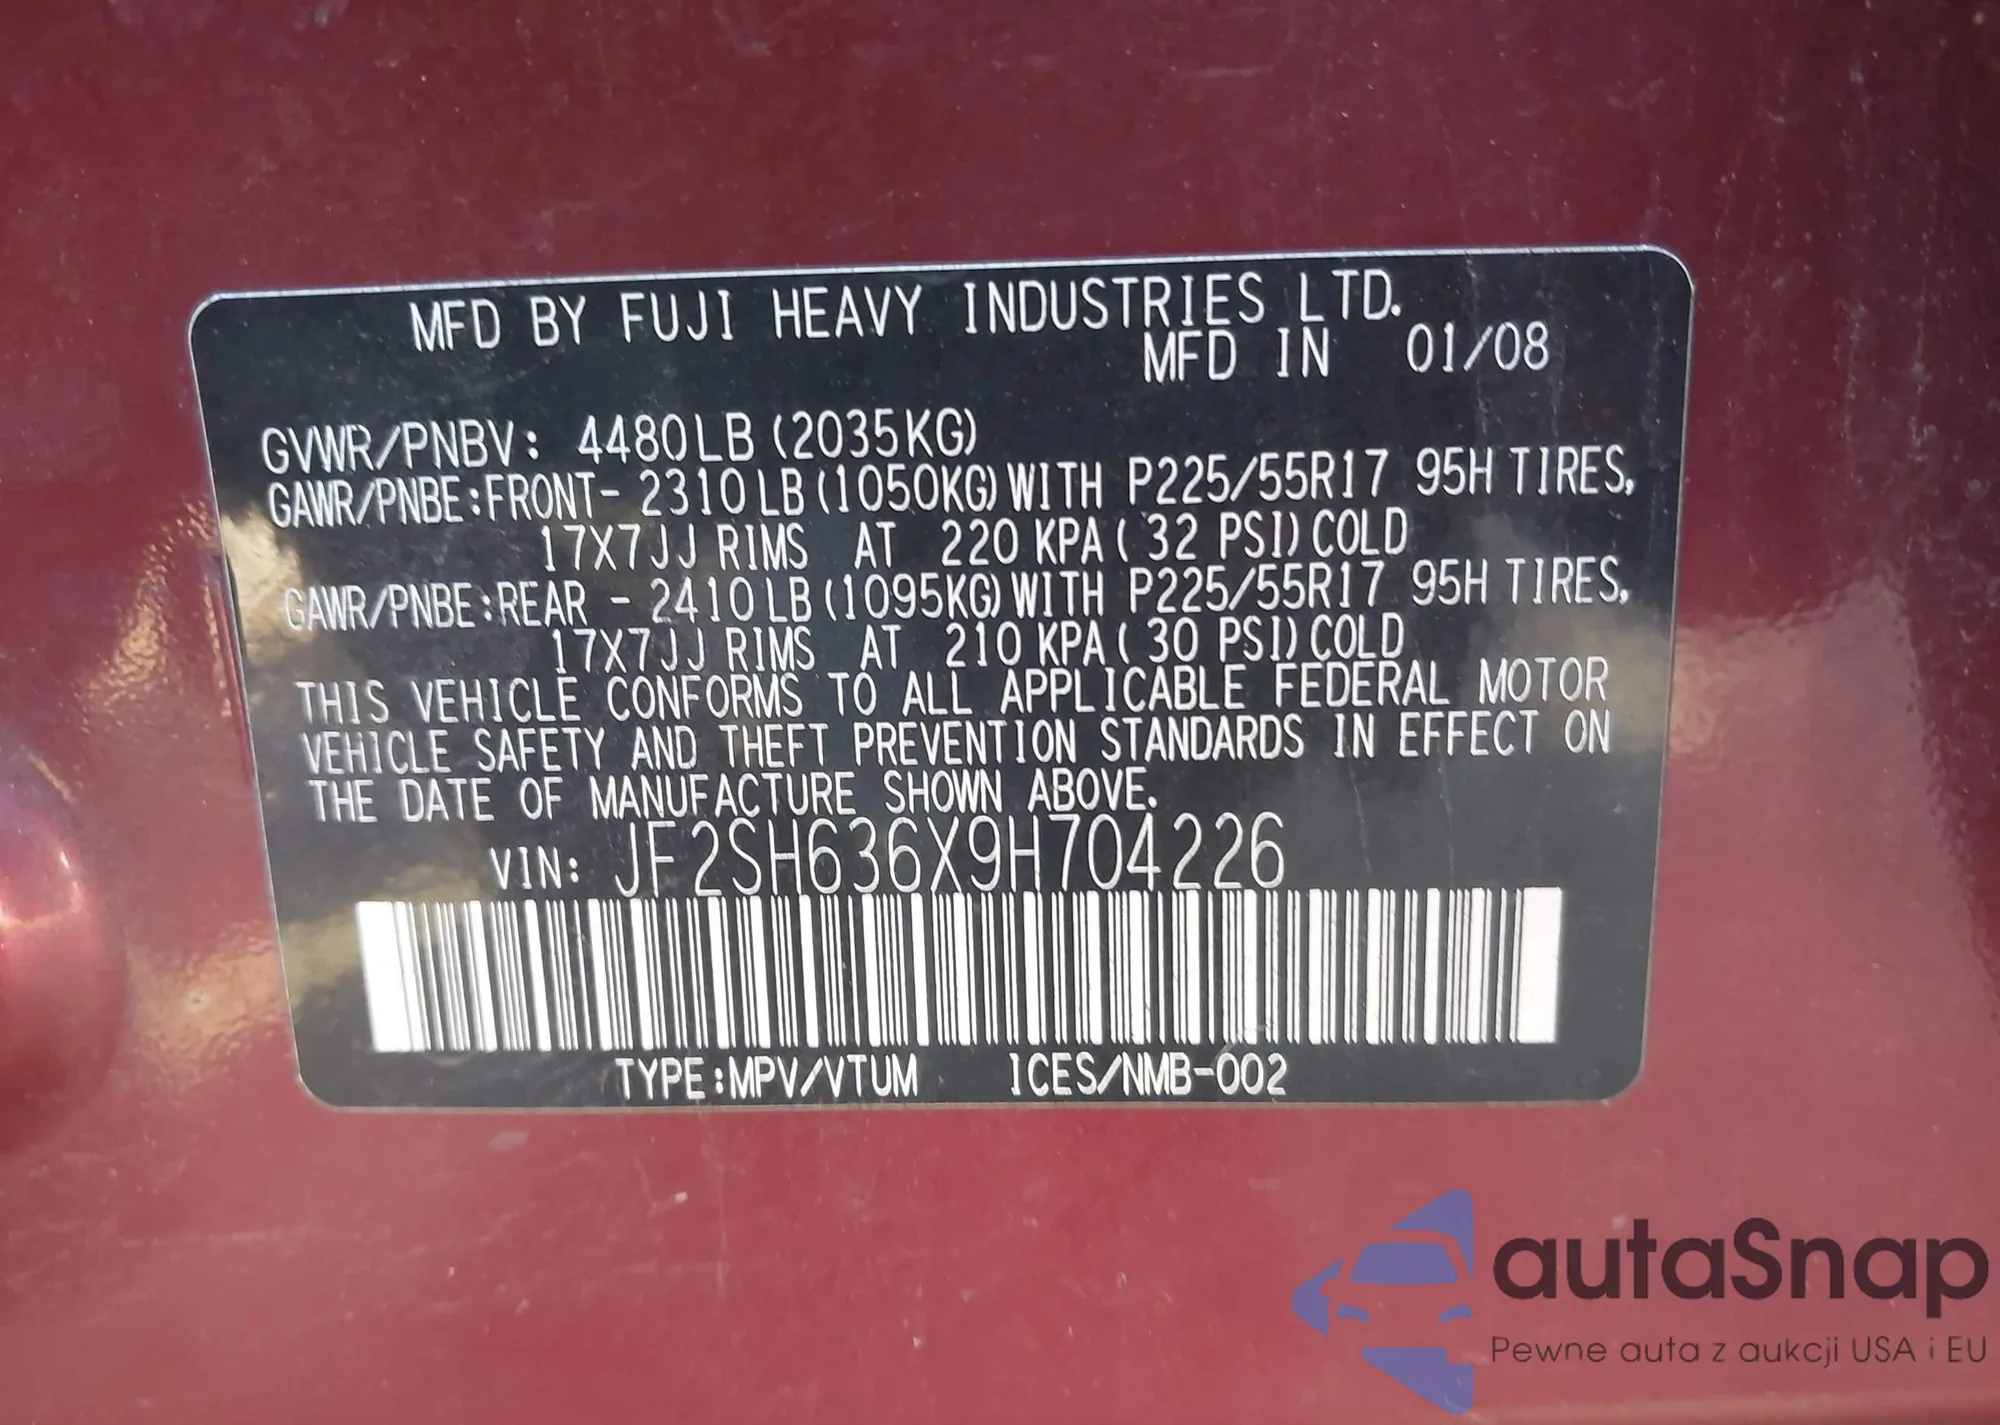 MFD BY FUJI HEAVY INDUSTRIES LTD.
MFD IN 01/08
GVWR/PNBV: 4480LB (2035KG)
GAWR/PNBE:FRONT- 2310LB (1050KG) WITH P225/55R17 95H TIRES,
17X7JJ RIMS AT 220 KPA ( 32 PSI) COLD
GAWR/PNBE:REAR - 2410LB (1095KG) WITH P225/55R17 95H TIRES,
17X7JJ RIMS AT 210 KPA ( 30 PSI) COLD
THIS VEHICLE CONFORMS TO ALL APPLICABLE FEDERAL MOTOR
VEHICLE SAFETY AND THEFT PREVENTION STANDARDS IN EFFECT ON
THE DATE OF MANUFACTURE SHOWN ABOVE.
VIN: JF2SH636X9H704226
TYPE:MPV/VTUM ICES/NMB-002
autaSnap
Pewne auta z aukcji USA i EU